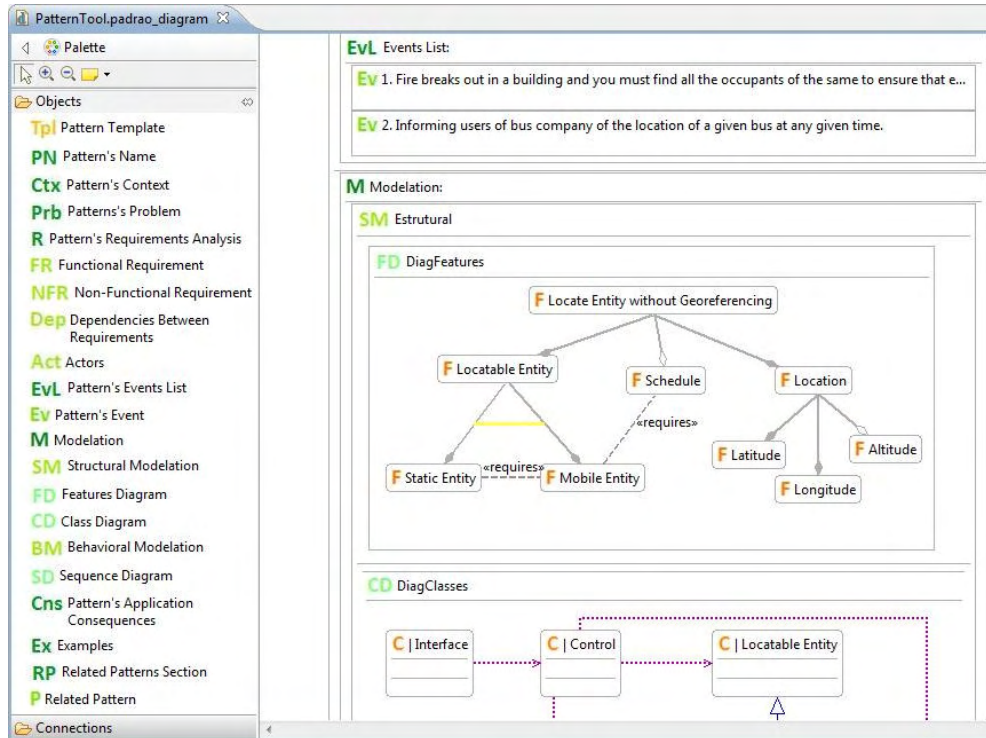 PatternTool.padrao_diagram
Palette
Objects
Tpl Pattern Template
PN Pattern's Name
Ctx Pattern's Context
Prb Patterns's Problem
R Pattern's Requirements Analysis
FR Functional Requirement
NFR Non-Functional Requirement
Dep Dependencies Between
Requirements
Act Actors
EvL Pattern's Events List
Ev Pattern's Event
M Modelation
SM Structural Modelation
FD Features Diagram
CD Class Diagram
BM Behavioral Modelation
SD Sequence Diagram
Cns Pattern's Application
Consequences
Ex Examples
RP Related Patterns Section
P Related Pattern
Connections
EvL Events List:
Ev 1. Fire breaks out in a building and you must find all the occupants of the same to ensure that e...
Ev 2. Informing users of bus company of the location of a given bus at any given time.
M Modelation:
SM Estrutural
FD DiagFeatures
F Locate Entity without Georeferencing
F Locatable Entity
F Schedule
F Location
«requires»
F Latitude
F Altitude
«requires»
F Static Entity
F Mobile Entity
F Longitude
CD DiagClasses
C | Interface
C | Control
C | Locatable Entity